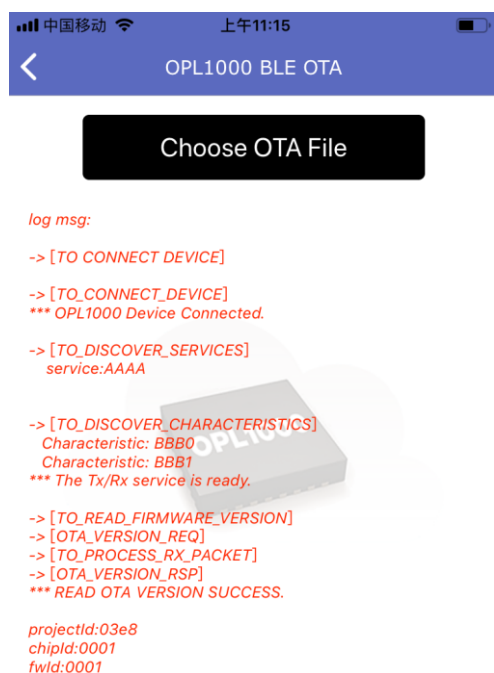 中国移动 上午11:15
OPL1000 BLE OTA
Choose OTA File
log msg:
-> [TO CONNECT DEVICE]
-> [TO_CONNECT_DEVICE]
*** OPL1000 Device Connected.
-> [TO_DISCOVER_SERVICES]
service:AAAA
-> [TO_DISCOVER_CHARACTERISTICS]
Characteristic: BBB0
Characteristic: BBB1
OPL1000
*** The Tx/Rx service is ready.
-> [TO_READ_FIRMWARE_VERSION]
-> [OTA_VERSION_REQ]
-> [TO_PROCESS_RX_PACKET]
-> [OTA_VERSION_RSP]
*** READ OTA VERSION SUCCESS.
projectId:03e8
chipId:0001
fwId:0001